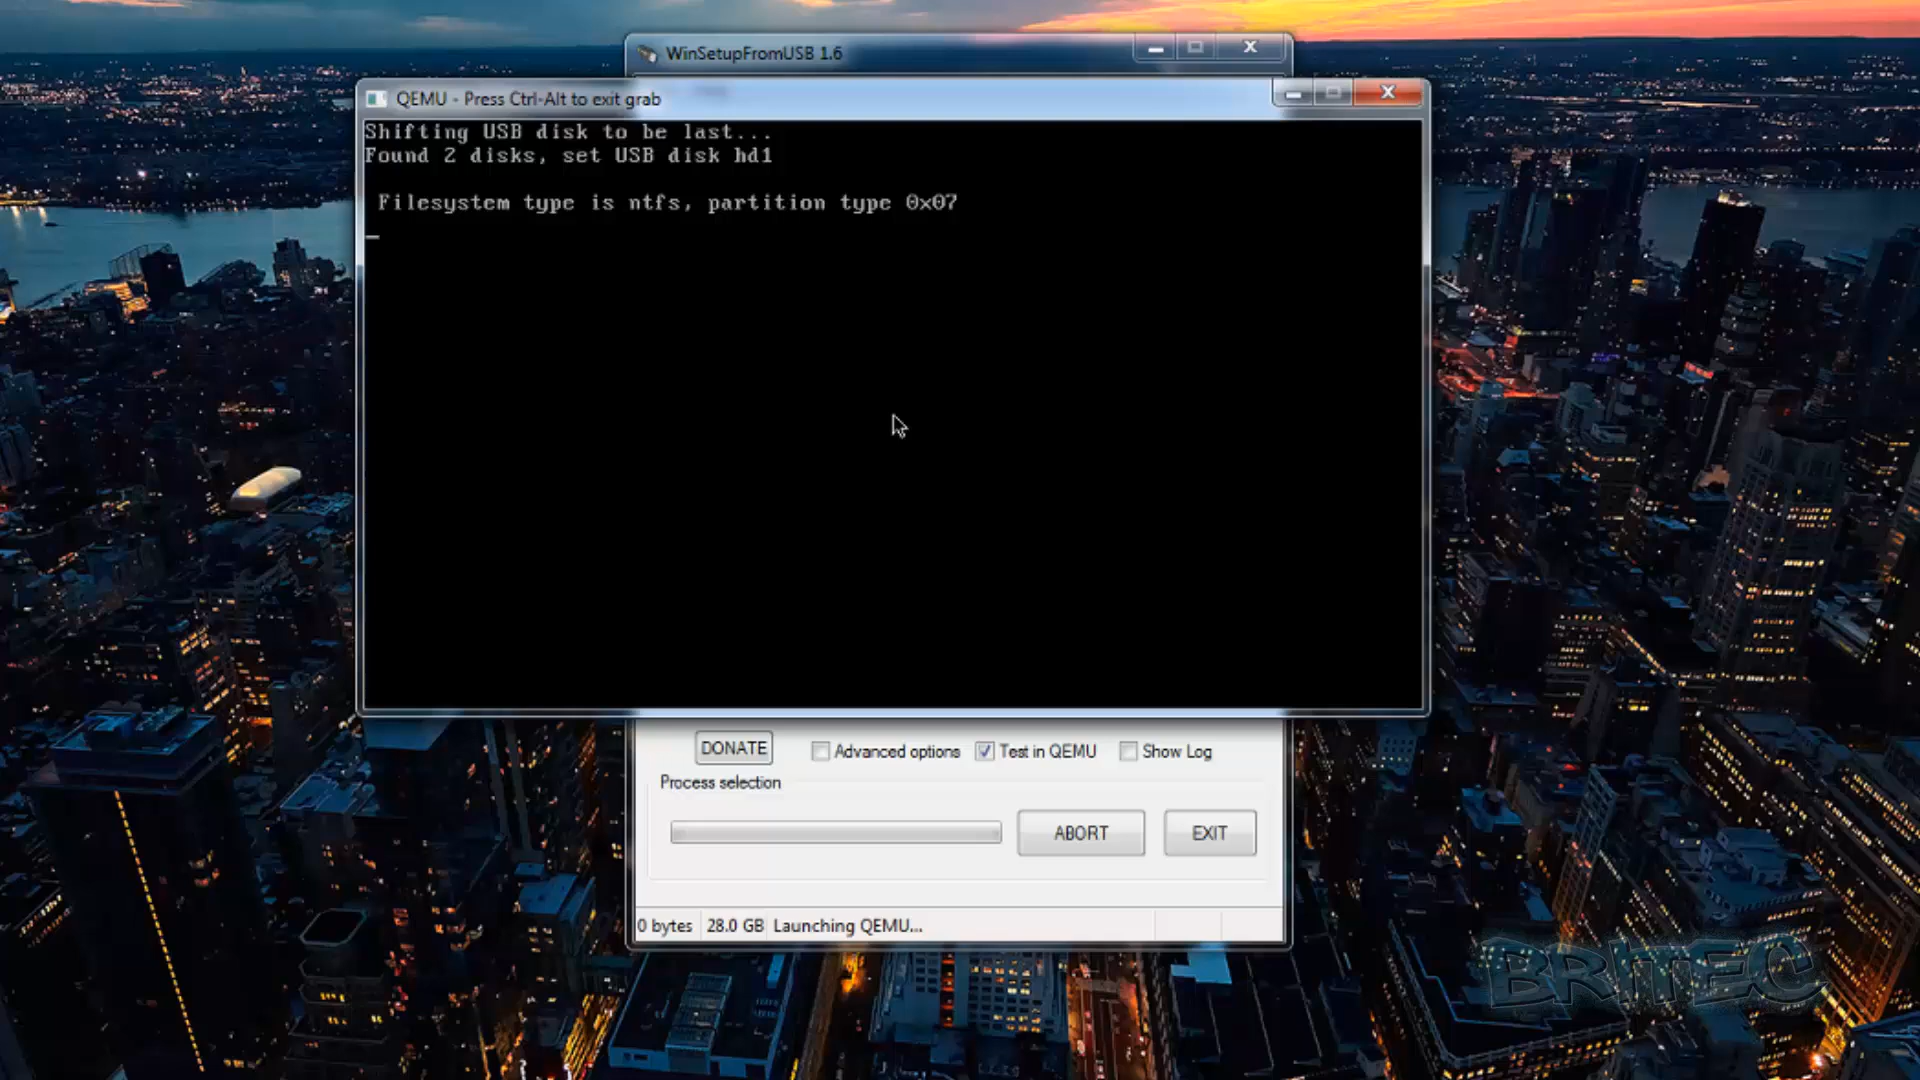 WinSetupFromUSB 1.6
QEMU - Press Ctrl-Alt to exit grab
Shifting USB disk to be last...
Found 2 disks, set USB disk hd1
Filesystem type is ntfs, partition type 0x07
DONATE
Advanced options
Test in QEMU
Show Log
Process selection
ABORT
EXIT
0 bytes
28.0 GB
Launching QEMU...
BRITEC